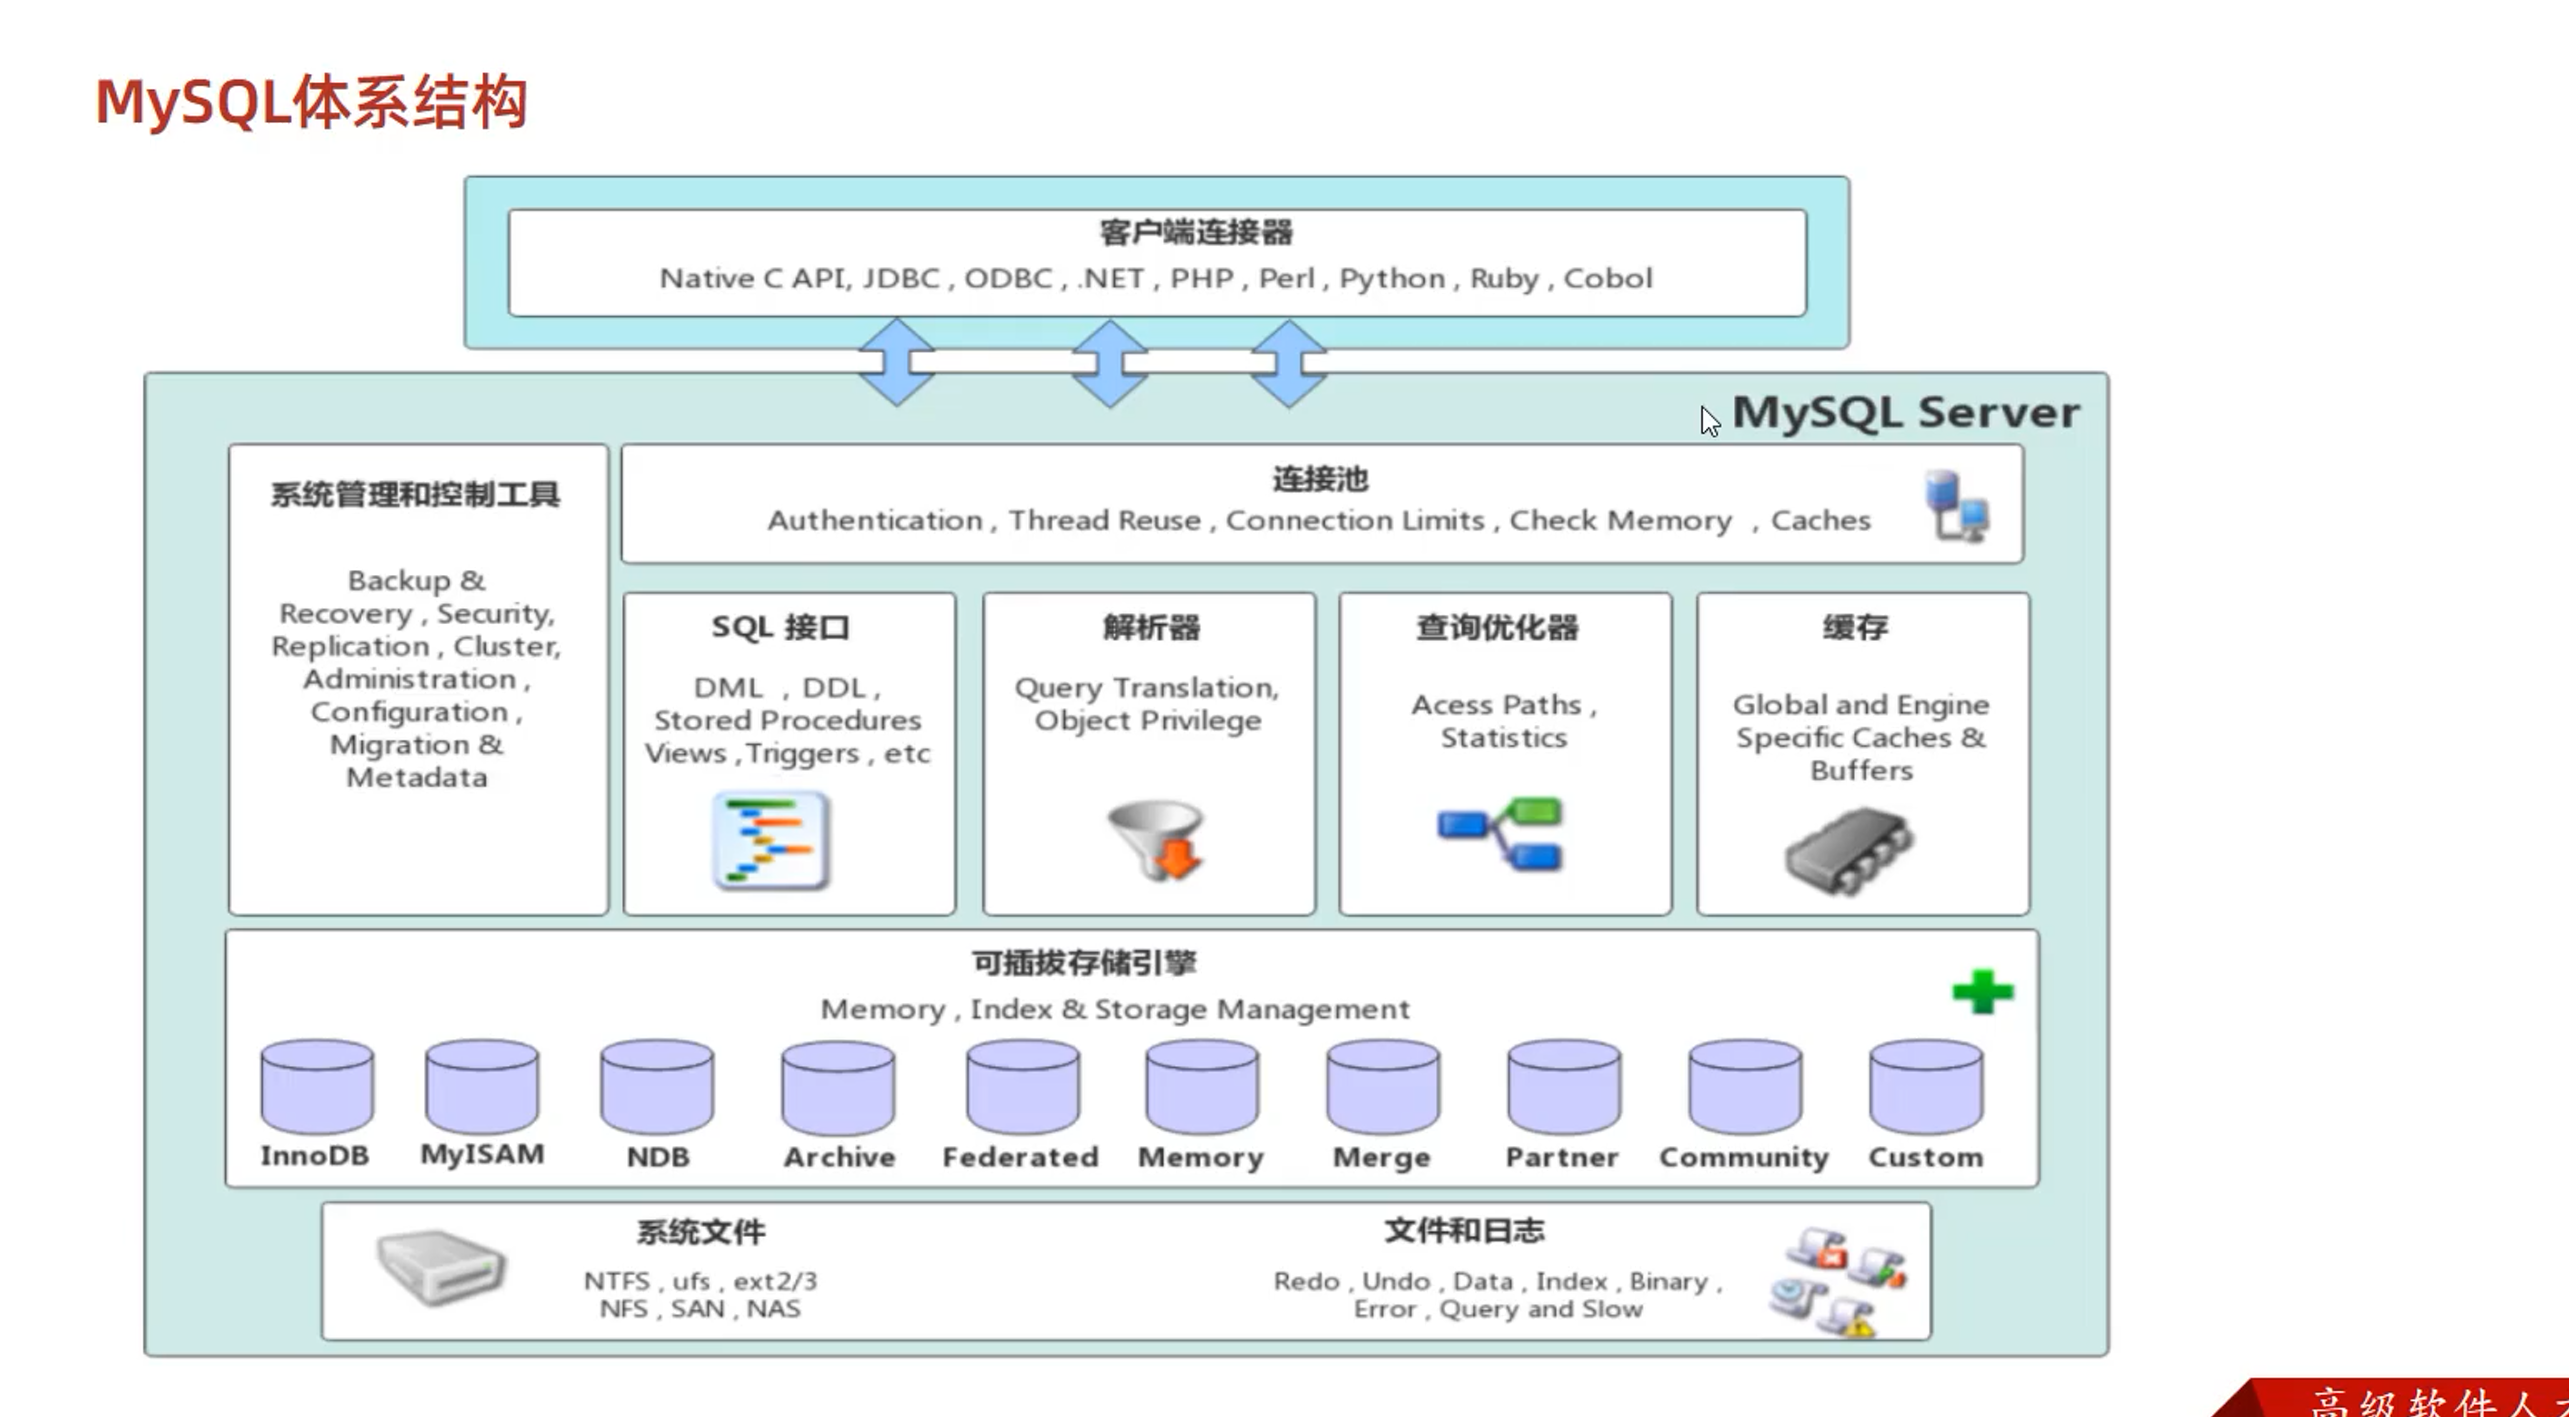 MySQL体系结构
客户端连接器
Native C API, JDBC , ODBC , .NET , PHP , Perl , Python , Ruby , Cobol
MySQL Server
系统管理和控制工具
Backup &
Recovery , Security,
Replication , Cluster,
Administration ,
Configuration ,
Migration &
Metadata
连接池
Authentication , Thread Reuse , Connection Limits , Check Memory , Caches
SQL 接口
DML , DDL ,
Stored Procedures
Views ,Triggers , etc
解析器
Query Translation,
Object Privilege
查询优化器
Acess Paths ,
Statistics
缓存
Global and Engine
Specific Caches &
Buffers
可插拔存储引擎
Memory , Index & Storage Management
InnoDB
MyISAM
NDB
Archive
Federated
Memory
Merge
Partner
Community
Custom
系统文件
NTFS , ufs , ext2/3
NFS , SAN , NAS
文件和日志
Redo , Undo , Data , Index , Binary ,
Error , Query and Slow
高级软件人